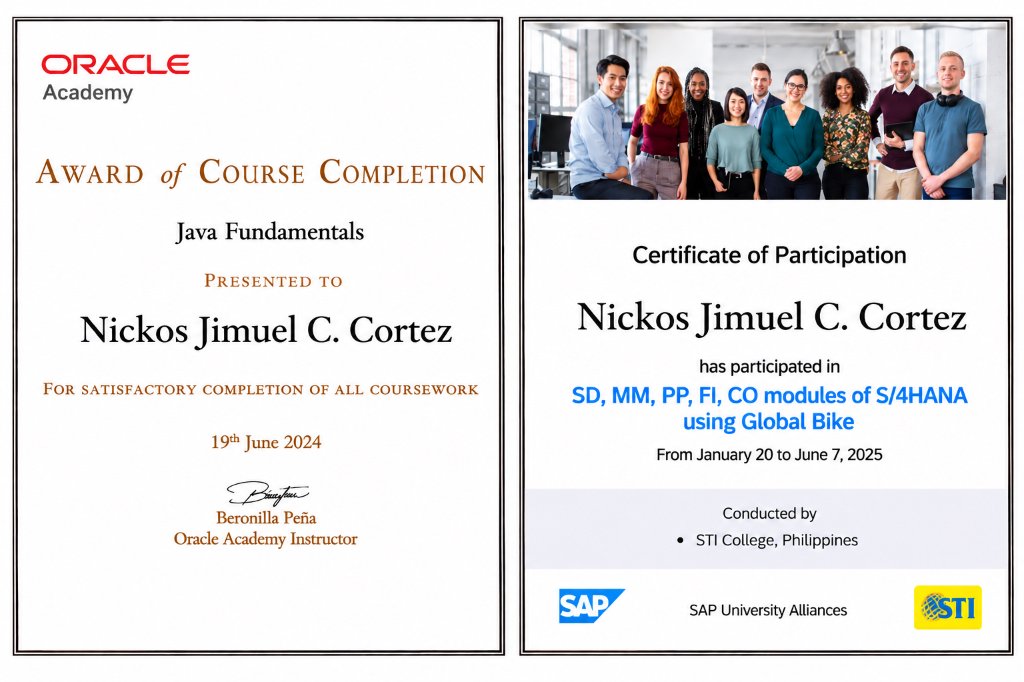 ORACLE
Academy
AWARD of COURSE COMPLETION
Java Fundamentals
PRESENTED TO
Nickos Jimuel C. Cortez
FOR SATISFACTORY COMPLETION OF ALL COURSEWORK
19th June 2024
Beronilla Peña
Oracle Academy Instructor
Certificate of Participation
Nickos Jimuel C. Cortez
has participated in
SD, MM, PP, FI, CO modules of S/4HANA
using Global Bike
From January 20 to June 7, 2025
Conducted by
• STI College, Philippines
SAP
SAP University Alliances
STI